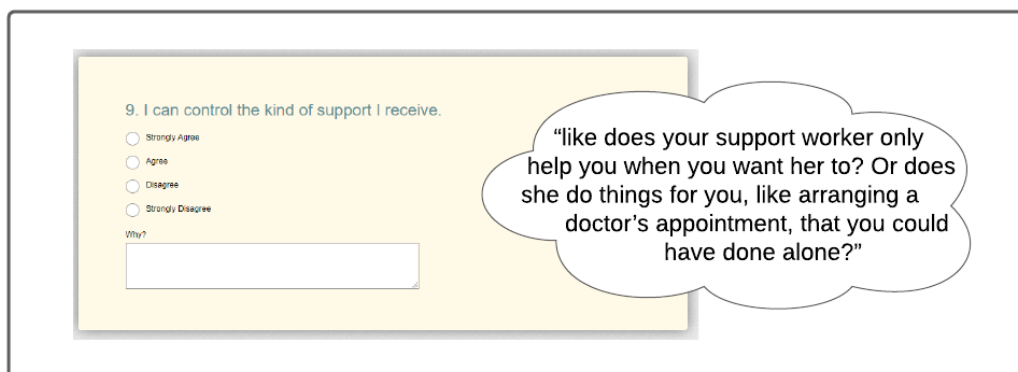 9. I can control the kind of support I receive.
Strongly Agree
Agree
Disagree
Strongly Disagree
Why?
“like does your support worker only
help you when you want her to? Or does
she do things for you, like arranging a
doctor’s appointment, that you could
have done alone?”